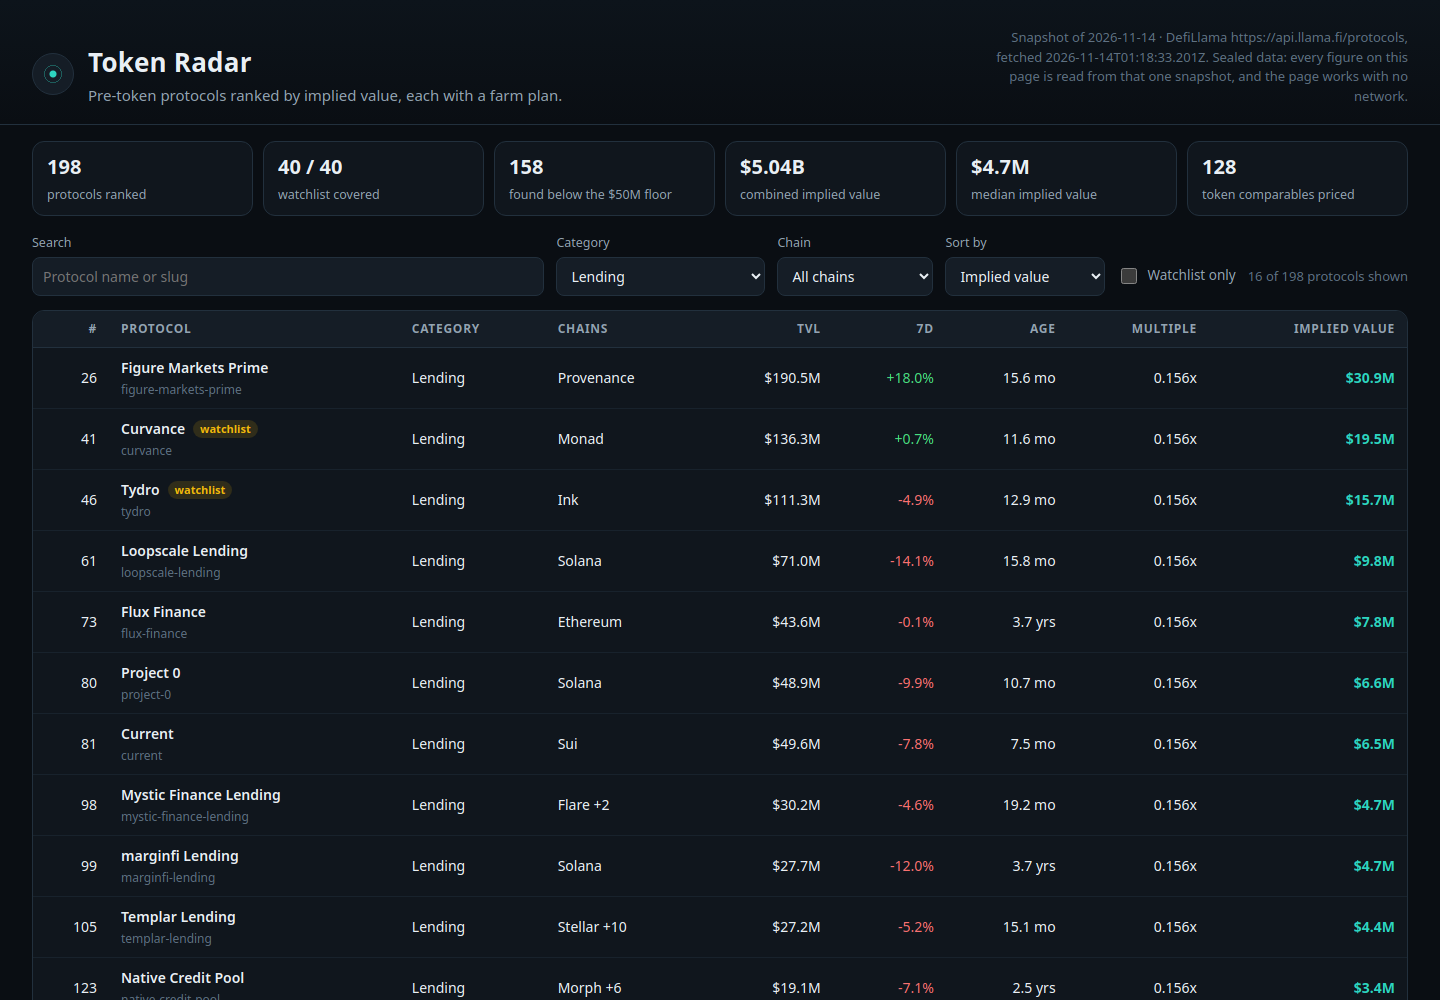 Token Radar
Pre-token protocols ranked by implied value, each with a farm plan.
Snapshot of 2026-11-14 · DefiLlama https://api.llama.fi/protocols,
fetched 2026-11-14T01:18:33.201Z. Sealed data: every figure on this
page is read from that one snapshot, and the page works with no
network.
198
protocols ranked
40 / 40
watchlist covered
158
found below the $50M floor
$5.04B
combined implied value
$4.7M
median implied value
128
token comparables priced
Search
Protocol name or slug
Category
Lending
Chain
All chains
Sort by
Implied value
Watchlist only
16 of 198 protocols shown
# PROTOCOL CATEGORY CHAINS TVL 7D AGE MULTIPLE IMPLIED VALUE
26 Figure Markets Prime Lending Provenance $190.5M +18.0% 15.6 mo 0.156x $30.9M
figure-markets-prime
41 Curvance watchlist Lending Monad $136.3M +0.7% 11.6 mo 0.156x $19.5M
curvance
46 Tydro watchlist Lending Ink $111.3M -4.9% 12.9 mo 0.156x $15.7M
tydro
61 Loopscale Lending Lending Solana $71.0M -14.1% 15.8 mo 0.156x $9.8M
loopscale-lending
73 Flux Finance Lending Ethereum $43.6M -0.1% 3.7 yrs 0.156x $7.8M
flux-finance
80 Project 0 Lending Solana $48.9M -9.9% 10.7 mo 0.156x $6.6M
project-0
81 Current Lending Sui $49.6M -7.8% 7.5 mo 0.156x $6.5M
current
98 Mystic Finance Lending Lending Flare +2 $30.2M -4.6% 19.2 mo 0.156x $4.7M
mystic-finance-lending
99 marginfi Lending Lending Solana $27.7M -12.0% 3.7 yrs 0.156x $4.7M
marginfi-lending
105 Templar Lending Lending Stellar +10 $27.2M -5.2% 15.1 mo 0.156x $4.4M
templar-lending
123 Native Credit Pool Lending Morph +6 $19.1M -7.1% 2.5 yrs 0.156x $3.4M
native-credit-pool